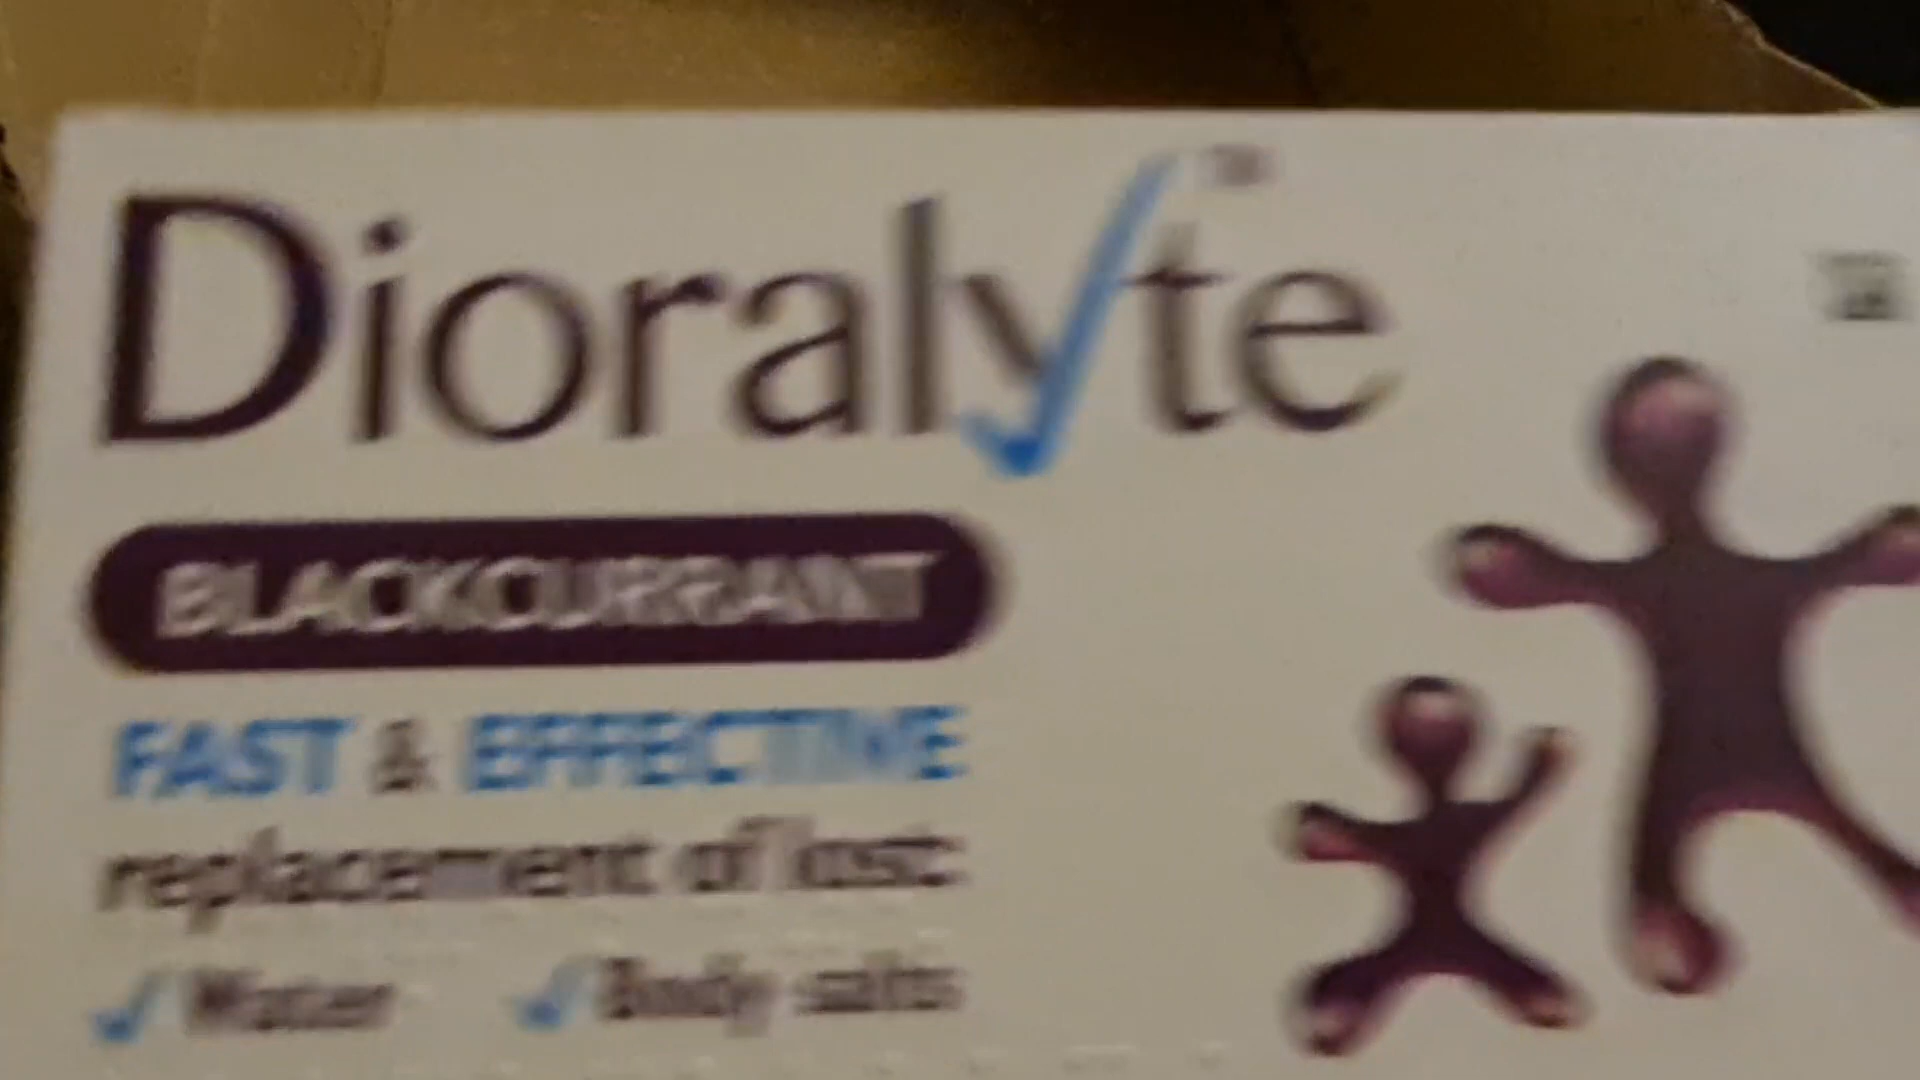 Dioralyte
BLACKCURRANT
FAST & EFFECTIVE
replacement of lost:
Water Body salts